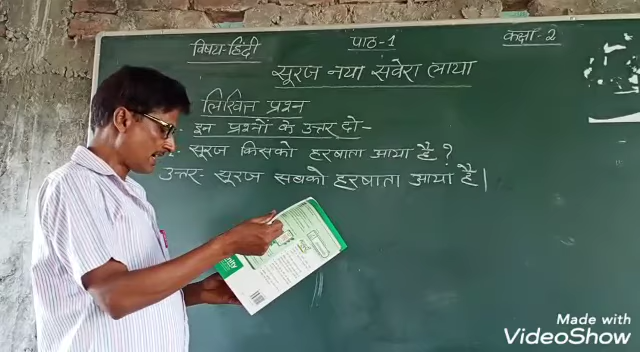 विषय-हिंदी पाठ-1 कक्षा-2
सूरज नया सवेरा लाया
लिखित प्रश्न
इन प्रश्नों के उत्तर दो-
सूरज किसको हरषाता आया है?
उत्तर- सूरज सबको हरषाता आया है।
Made with
VideoShow